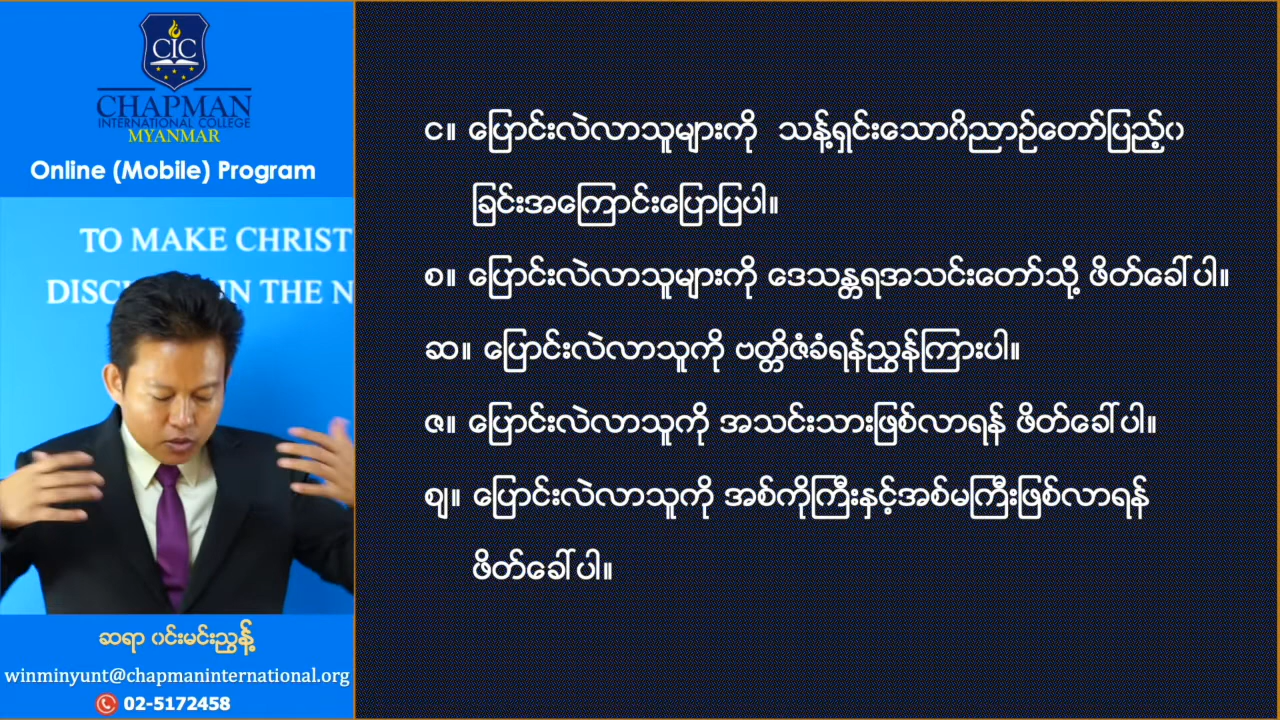 CIC
CHAPMAN
INTERNATIONAL COLLEGE
MYANMAR
Online (Mobile) Program
TO MAKE CHRIST
DISC IN THE N
ဆရာ ဝင်းမင်းညွှန့်
winminyunt@chapmaninternational.org
02-5172458
င။ ပြောင်းလဲလာသူများကို သန့်ရှင်းသောဝိညာဉ်တော်ပြည့်ဝ
ခြင်းအကြောင်းပြောပြပါ။
စ။ ပြောင်းလဲလာသူများကို ဒေသန္တရအသင်းတော်သို့ ဖိတ်ခေါ်ပါ။
ဆ။ ပြောင်းလဲလာသူကို ဗတ္တိဇံခံရန်ညွှန်ကြားပါ။
ဇ။ ပြောင်းလဲလာသူကို အသင်းသားဖြစ်လာရန် ဖိတ်ခေါ်ပါ။
ဈ။ ပြောင်းလဲလာသူကို အစ်ကိုကြီးနှင့်အစ်မကြီးဖြစ်လာရန်
ဖိတ်ခေါ်ပါ။